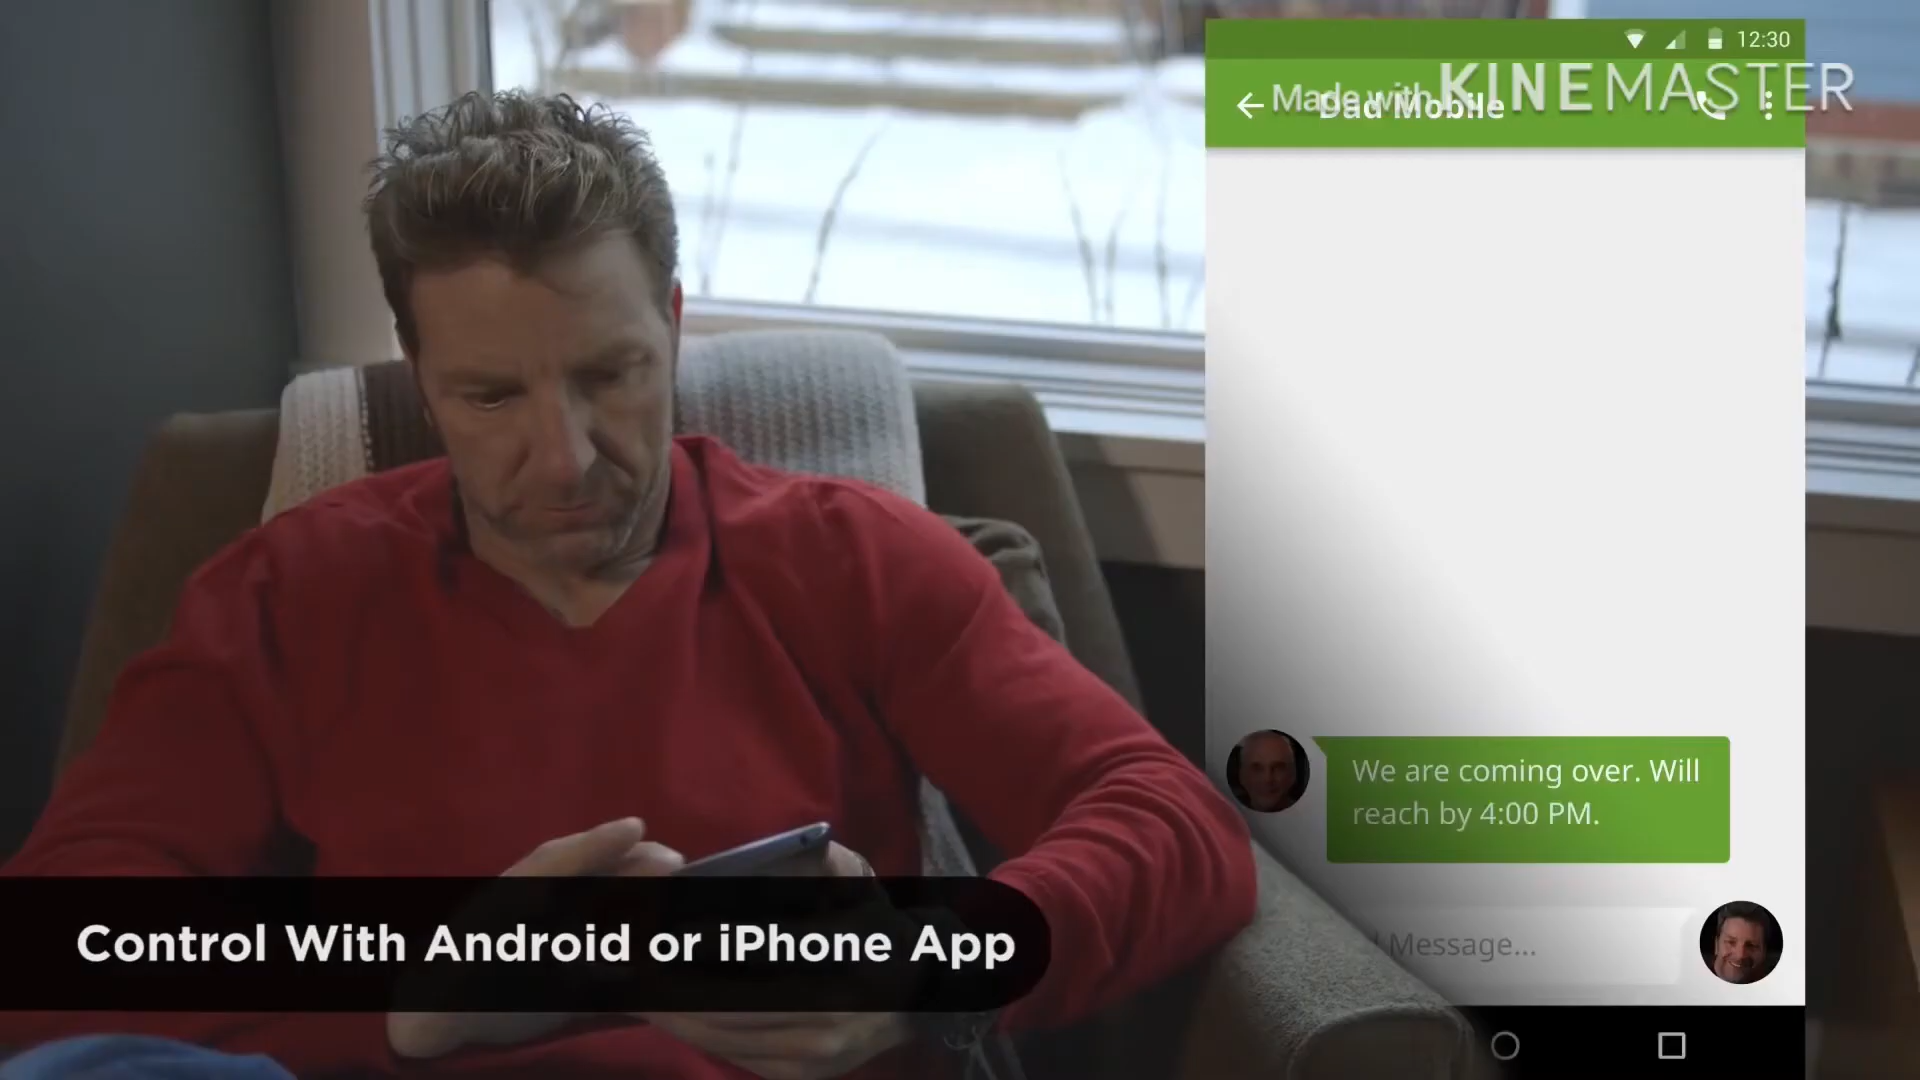 12:30
Made with KINEMASTER
Dad Mobile
We are coming over. Will
reach by 4:00 PM.
Message...
Control With Android or iPhone App